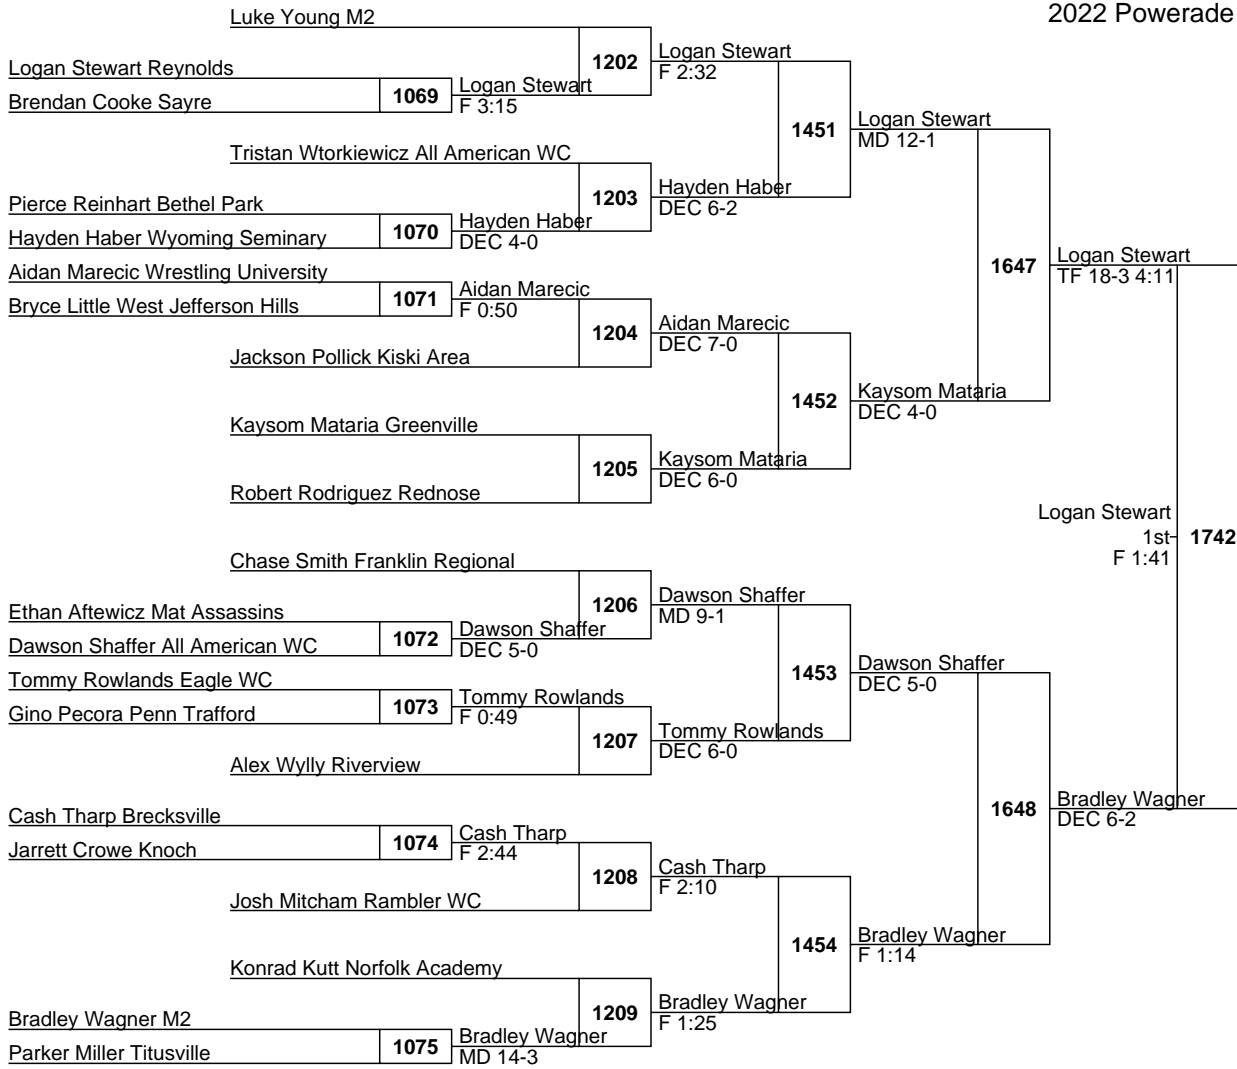 2022 Powerade
Luke Young M2
1202
Logan Stewart
F 2:32
Logan Stewart Reynolds
Brendan Cooke Sayre
1069
Logan Stewart
F 3:15
1451
Logan Stewart
MD 12-1
Tristan Wtorkiewicz All American WC
1203
Hayden Haber
DEC 6-2
Pierce Reinhart Bethel Park
Hayden Haber Wyoming Seminary
1070
Hayden Haber
DEC 4-0
1647
Logan Stewart
TF 18-3 4:11
Aidan Marecic Wrestling University
Bryce Little West Jefferson Hills
1071
Aidan Marecic
F 0:50
1204
Aidan Marecic
DEC 7-0
Jackson Pollick Kiski Area
1452
Kaysom Mataria
DEC 4-0
Kaysom Mataria Greenville
1205
Kaysom Mataria
DEC 6-0
Robert Rodriguez Rednose
Logan Stewart
1st
F 1:41
1742
Chase Smith Franklin Regional
1206
Dawson Shaffer
MD 9-1
Ethan Aftewicz Mat Assassins
Dawson Shaffer All American WC
1072
Dawson Shaffer
DEC 5-0
1453
Dawson Shaffer
DEC 5-0
Tommy Rowlands Eagle WC
Gino Pecora Penn Trafford
1073
Tommy Rowlands
F 0:49
1207
Tommy Rowlands
DEC 6-0
Alex Wylly Riverview
1648
Bradley Wagner
DEC 6-2
Cash Tharp Brecksville
Jarrett Crowe Knoch
1074
Cash Tharp
F 2:44
1208
Cash Tharp
F 2:10
Josh Mitcham Rambler WC
1454
Bradley Wagner
F 1:14
Konrad Kutt Norfolk Academy
1209
Bradley Wagner
F 1:25
Bradley Wagner M2
Parker Miller Titusville
1075
Bradley Wagner
MD 14-3